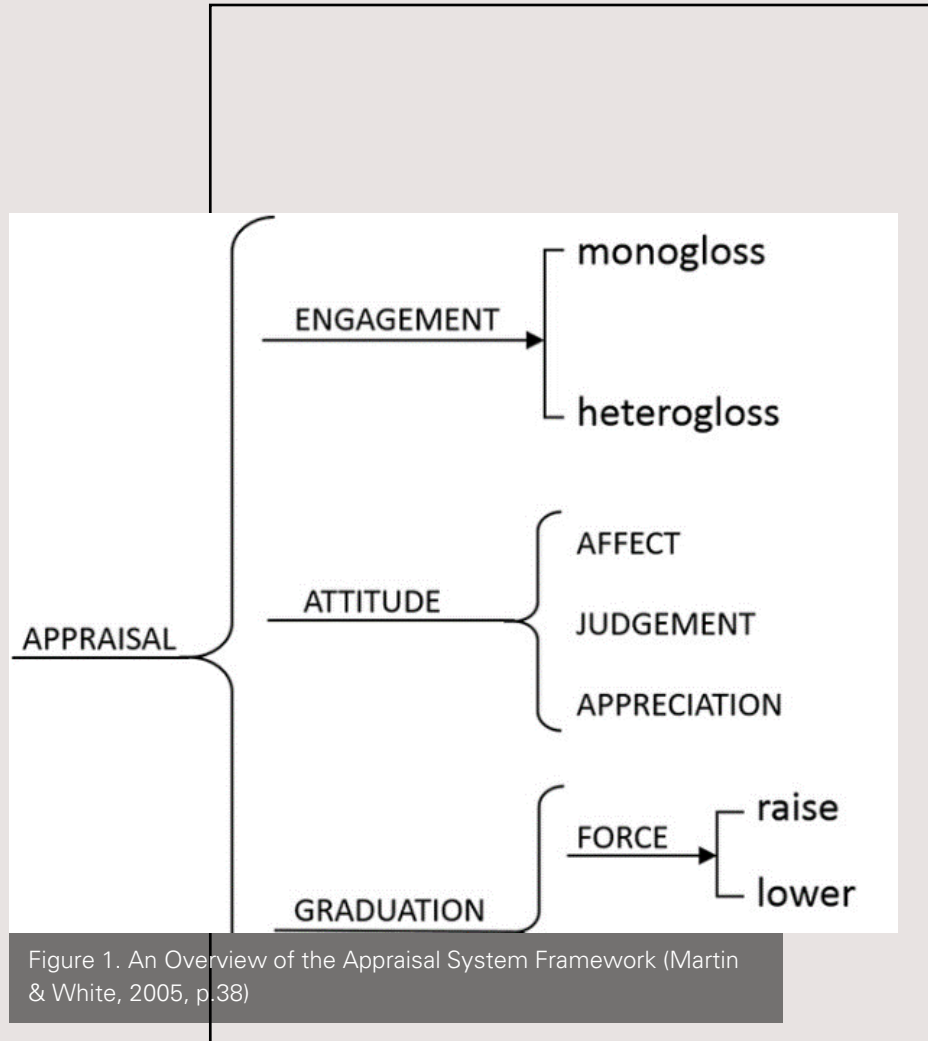 monogloss
ENGAGEMENT
heterogloss
AFFECT
ATTITUDE
JUDGEMENT
APPRAISAL
APPRECIATION
raise
FORCE
lower
GRADUATION
Figure 1. An Overview of the Appraisal System Framework (Martin
& White, 2005, p.38)